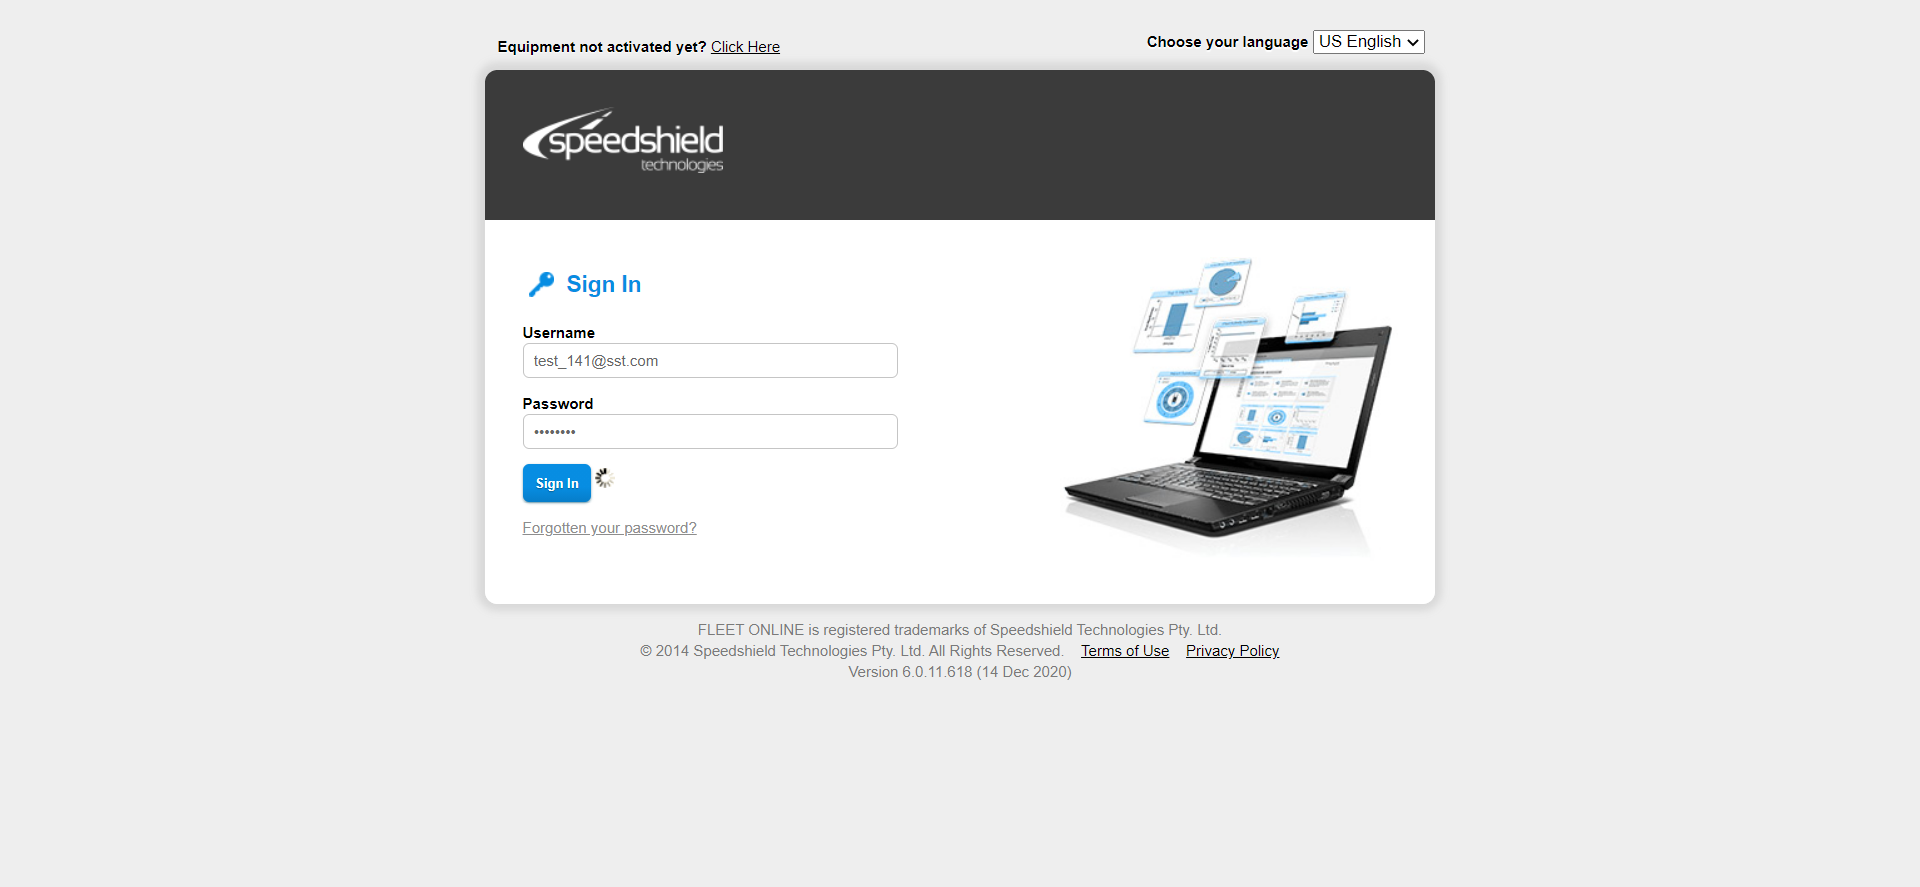 Equipment not activated yet? Click Here
Choose your language US English
speedshield
technologies
Sign In
Username
test_141@sst.com
Password
••••••••
Sign In
Forgotten your password?
FLEET ONLINE is registered trademarks of Speedshield Technologies Pty. Ltd.
© 2014 Speedshield Technologies Pty. Ltd. All Rights Reserved. Terms of Use Privacy Policy
Version 6.0.11.618 (14 Dec 2020)